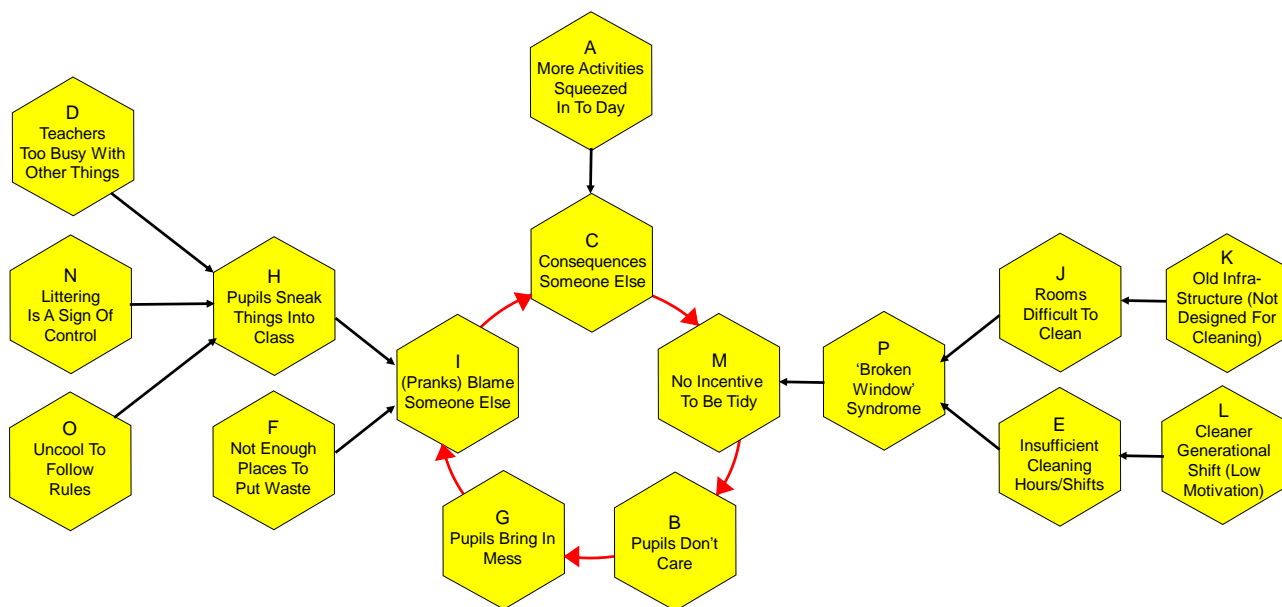 A
More Activities
Squeezed
In To Day
D
Teachers
Too Busy With
Other Things
N
Littering
Is A Sign Of
Control
H
Pupils Sneak
Things Into
Class
O
Uncool To
Follow
Rules
F
Not Enough
Places To
Put Waste
I
(Pranks) Blame
Someone Else
C
Consequences
Someone Else
M
No Incentive
To Be Tidy
G
Pupils Bring In
Mess
B
Pupils Don't
Care
P
‘Broken
Window’
Syndrome
J
Rooms
Difficult To
Clean
K
Old Infra-
Structure (Not
Designed For
Cleaning)
E
Insufficient
Cleaning
Hours/Shifts
L
Cleaner
Generational
Shift (Low
Motivation)